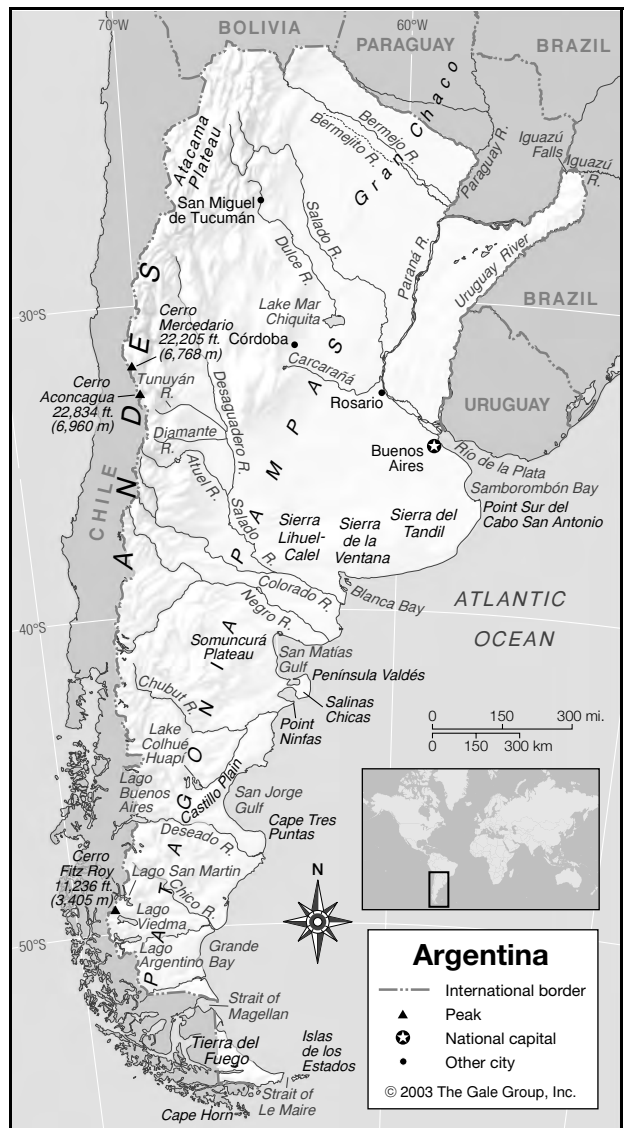 70°W
60°W
BOLIVIA
PARAGUAY
BRAZIL
Atacama
Plateau
Bermejo R.
Bermejito R.
Gran Chaco
Paraguay R.
Iguazú
Falls
Iguazú
R.
San Miguel
de Tucumán
Salado R.
Dulce R.
Paraná R.
Uruguay River
30°S
Lake Mar
Chiquita
BRAZIL
Cerro
Mercedario
22,205 ft.
(6,768 m)
Córdoba
Carcarañá
Cerro
Aconcagua
22,834 ft.
(6,960 m)
Tunuyán
R.
Desaguadero R.
Rosario
URUGUAY
ANDES
PAMPAS
CHILE
Diamante
R.
Atuel R.
Salado R.
Buenos
Aires
Río de la Plata
Samborombón Bay
Point Sur del
Cabo San Antonio
Sierra
Lihuel-
Calel
Sierra
de la
Ventana
Sierra del
Tandil
Colorado R.
Blanca Bay
Negro R.
ATLANTIC
OCEAN
40°S
Somuncurá
Plateau
San Matías
Gulf
Península Valdés
Salinas
Chicas
Chubut R.
Point
Ninfas
PATAGONIA
Lake
Colhué
Huapí
Castillo Plain
Lago
Buenos
Aires
San Jorge
Gulf
Cape Tres
Puntas
0 150 300 mi.
0 150 300 km
Deseado R.
Cerro
Fitz Roy
11,236 ft.
(3,405 m)
Lago San Martin
Chico R.
Lago
Viedma
Lago
Argentino
Grande
Bay
50°S
N
Strait of
Magellan
Tierra del
Fuego
Islas
de los
Estados
Strait of
Le Maire
Cape Horn
Argentina
International border
Peak
National capital
Other city
© 2003 The Gale Group, Inc.